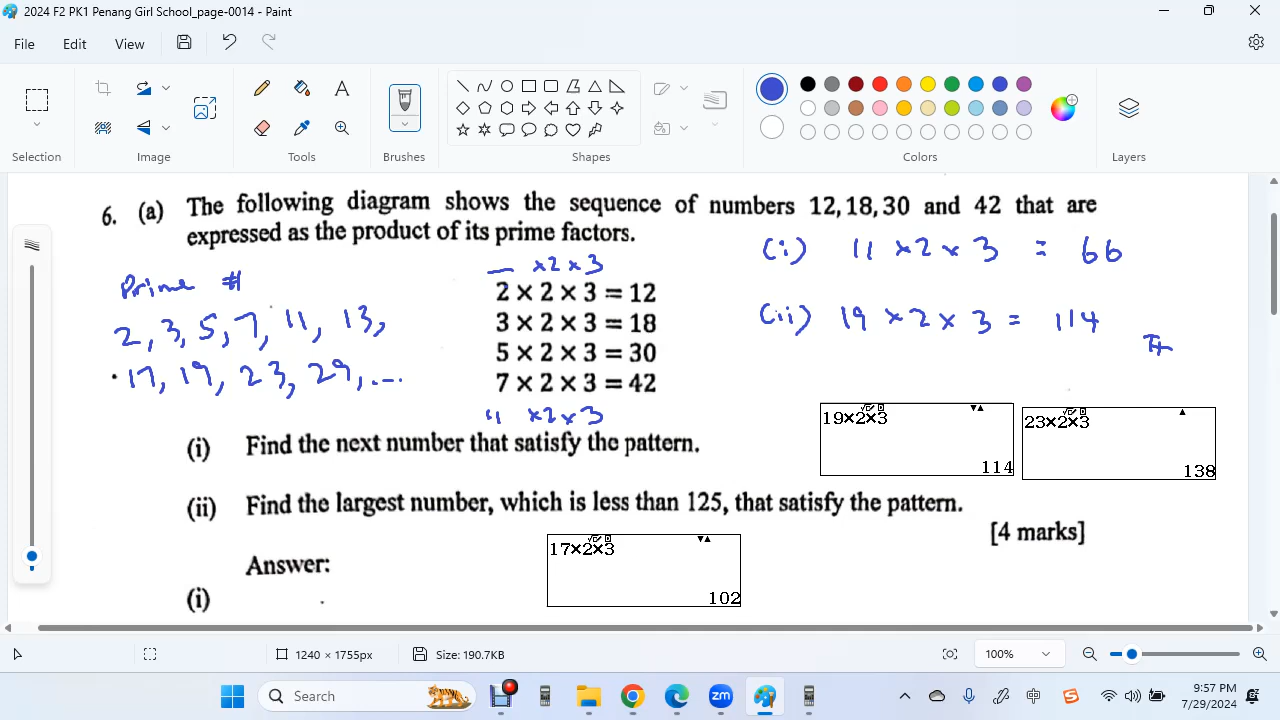 2024 F2 PK1 Penang Girl School_page-0014 - Paint
File Edit View
Selection Image Tools Brushes Shapes Colors Layers
6. (a) The following diagram shows the sequence of numbers 12, 18, 30 and 42 that are
expressed as the product of its prime factors.
(i) 11 × 2 × 3 = 66
__ ×2×3
Prime #
2 × 2 × 3 = 12
2, 3, 5, 7, 11, 13,
3 × 2 × 3 = 18
(ii) 19 × 2 × 3 = 114
5 × 2 × 3 = 30
17, 19, 23, 29, ...
7 × 2 × 3 = 42
11 ×2×3
19×2×3
114
23×2×3
138
(i) Find the next number that satisfy the pattern.
(ii) Find the largest number, which is less than 125, that satisfy the pattern.
[4 marks]
17×2×3
102
Answer:
(i)
1240 × 1755px Size: 190.7KB 100%
Search
zm
中
9:57 PM
7/29/2024